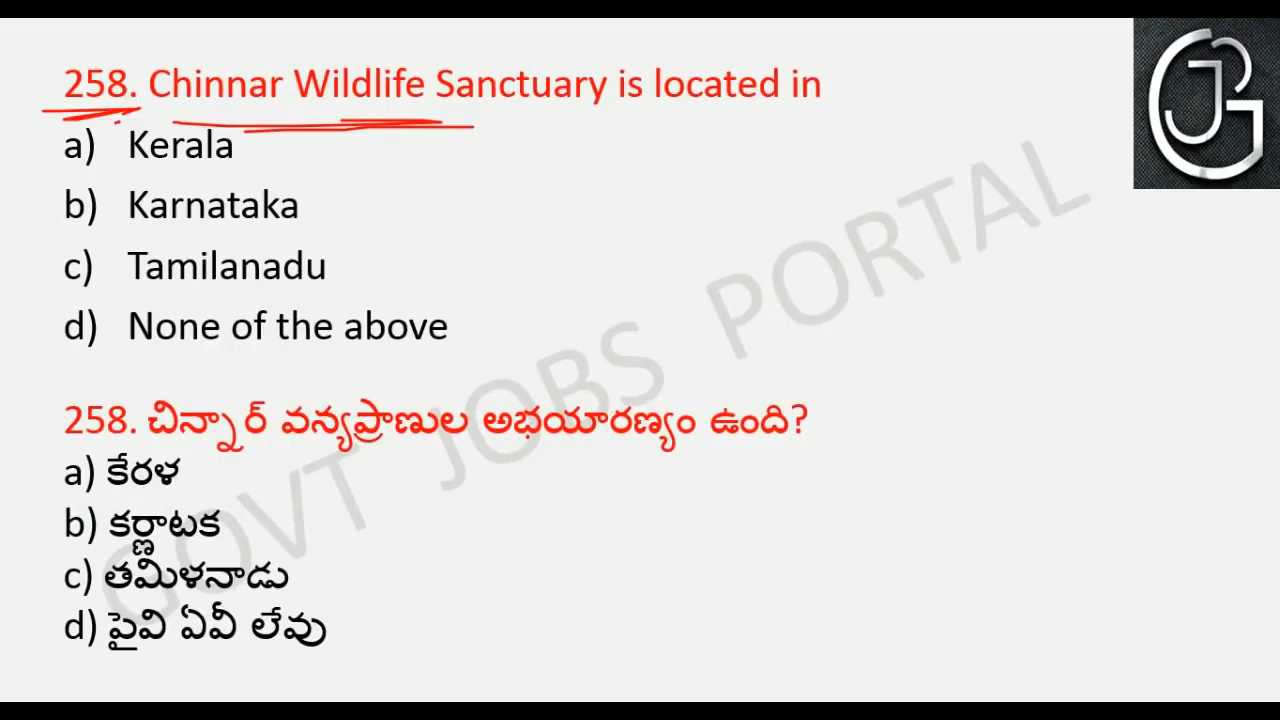 258. Chinnar Wildlife Sanctuary is located in
a) Kerala
b) Karnataka
c) Tamilanadu
d) None of the above
258. చిన్నార్ వన్యప్రాణుల అభయారణ్యం ఉంది?
a) కేరళ
b) కర్ణాటక
c) తమిళనాడు
d) పైవి ఏవీ లేవు
GOVT JOBS PORTAL
GJ